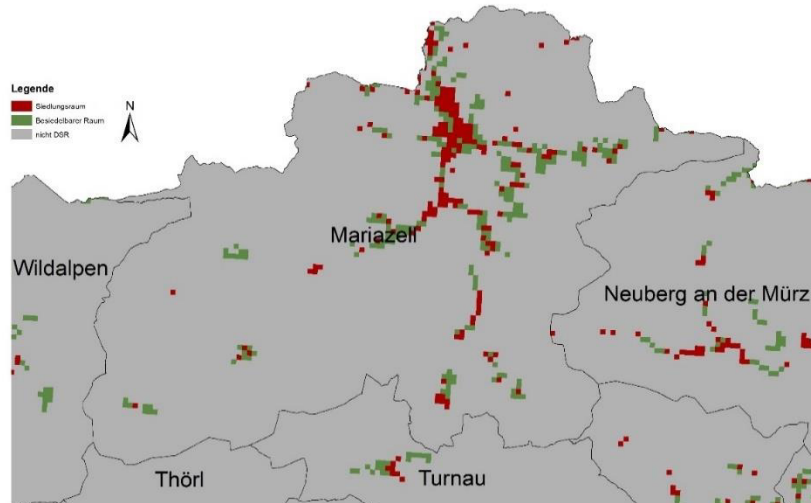 Legende
Siedlungsraum
Besiedelbarer Raum
nicht DSR
N
Mariazell
Wildalpen
Neuberg an der Mürz
Thörl
Turnau